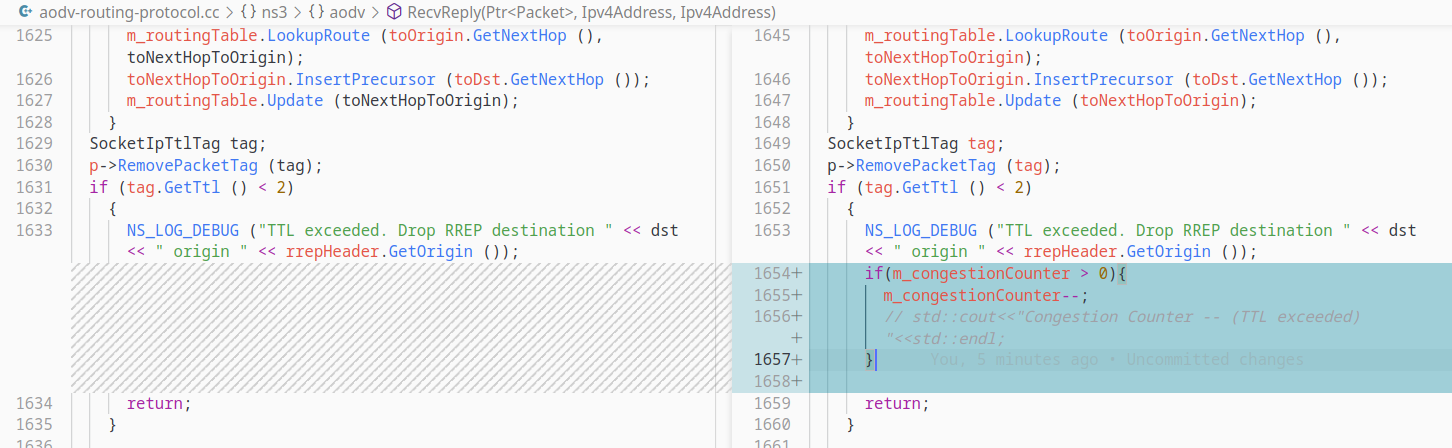 aodv-routing-protocol.cc > {} ns3 > {} aodv > RecvReply(Ptr<Packet>, Ipv4Address, Ipv4Address)
1625 m_routingTable.LookupRoute (toOrigin.GetNextHop (),
toNextHopToOrigin);
1626 toNextHopToOrigin.InsertPrecursor (toDst.GetNextHop ());
1627 m_routingTable.Update (toNextHopToOrigin);
1628 }
1629 SocketIpTtlTag tag;
1630 p->RemovePacketTag (tag);
1631 if (tag.GetTtl () < 2)
1632 {
1633 NS_LOG_DEBUG ("TTL exceeded. Drop RREP destination " << dst
<< " origin " << rrepHeader.GetOrigin ());
1634 return;
1635 }
1636
1645 m_routingTable.LookupRoute (toOrigin.GetNextHop (),
toNextHopToOrigin);
1646 toNextHopToOrigin.InsertPrecursor (toDst.GetNextHop ());
1647 m_routingTable.Update (toNextHopToOrigin);
1648 }
1649 SocketIpTtlTag tag;
1650 p->RemovePacketTag (tag);
1651 if (tag.GetTtl () < 2)
1652 {
1653 NS_LOG_DEBUG ("TTL exceeded. Drop RREP destination " << dst
<< " origin " << rrepHeader.GetOrigin ());
1654+ if(m_congestionCounter > 0){
1655+ m_congestionCounter--;
1656+ // std::cout<<"Congestion Counter -- (TTL exceeded)
+ "<<std::endl;
1657+ } You, 5 minutes ago • Uncommitted changes
1658+
1659 return;
1660 }
1661